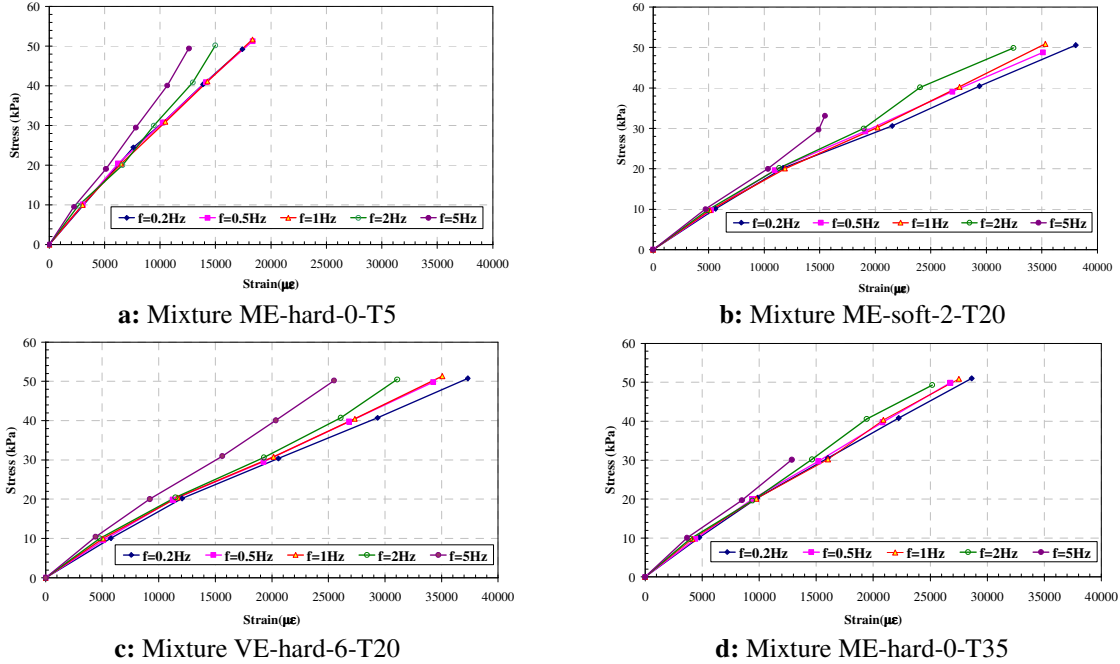 60
50
40
30
20
10
0
Stress (kPa)
f=0.2Hz f=0.5Hz f=1Hz f=2Hz f=5Hz
0 5000 10000 15000 20000 25000 30000 35000 40000
Strain(με)
a: Mixture ME-hard-0-T5
60
50
40
30
20
10
0
Stress (kPa)
f=0.2Hz f=0.5Hz f=1Hz f=2Hz f=5Hz
0 5000 10000 15000 20000 25000 30000 35000 40000
Strain(με)
b: Mixture ME-soft-2-T20
60
50
40
30
20
10
0
Stress (kPa)
f=0.2Hz f=0.5Hz f=1Hz f=2Hz f=5Hz
0 5000 10000 15000 20000 25000 30000 35000 40000
Strain(με)
c: Mixture VE-hard-6-T20
60
50
40
30
20
10
0
Stress (kPa)
f=0.2Hz f=0.5Hz f=1Hz f=2Hz f=5Hz
0 5000 10000 15000 20000 25000 30000 35000 40000
Strain(με)
d: Mixture ME-hard-0-T35